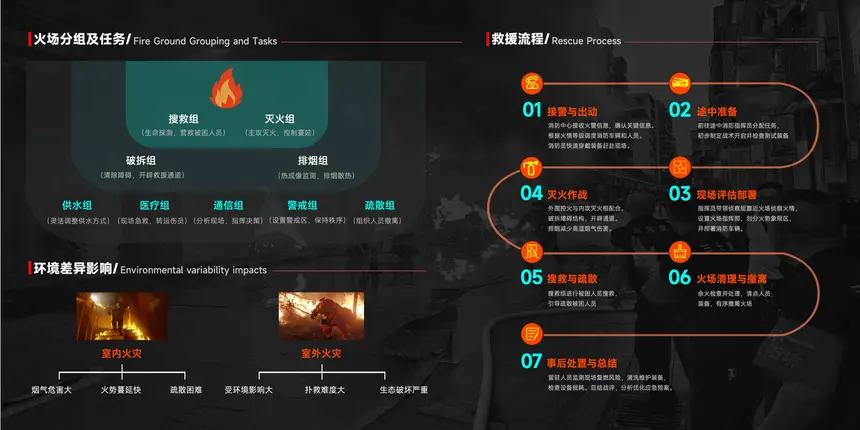 火场分组及任务/ Fire Ground Grouping and Tasks
搜救组
（生命探测，营救被困人员）
灭火组
（主攻灭火，控制蔓延）
破拆组
（清除障碍，开辟救援通道）
排烟组
（热成像监测，排烟散热）
供水组
（灵活调整供水方式）
医疗组
（现场急救，转运伤员）
通信组
（分析现场，指挥决策）
警戒组
（设置警戒区，保持秩序）
疏散组
（组织人员撤离）
环境差异影响/ Environmental variability impacts
室内火灾
烟气危害大
火势蔓延快
疏散困难
室外火灾
受环境影响大
扑救难度大
生态破坏严重
救援流程/ Rescue Process
01 接警与出动
消防中心接收火警信息，确认关键信息。
根据火情等级调度消防车辆和人员。
消防员快速穿戴装备赶赴现场。
02 途中准备
前往途中消防指挥员分配任务，
初步制定战术开启并检查测试装备
03 现场评估部署
指挥员带领侦察组靠近火场侦察火情，
设置火场指挥部，划分火势象限区，
并部署消防车辆。
04 灭火作战
外围控火与内攻灭火相配合。
破拆障碍结构，开辟通道。
排烟减少高温烟气伤害。
05 搜救与疏散
搜救组进行被困人员搜救，
引导疏散被困人员
06 火场清理与撤离
余火检查并处理，清点人员
装备，有序撤离火场
07 事后处置与总结
留驻人员监测现场复燃风险，清洗维护装备，
检查设备损耗。总结战评，分析优化应急预案。